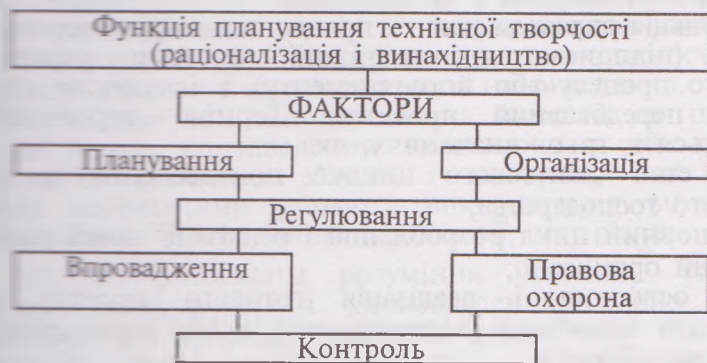 Функція планування технічної творчості
(раціоналізація і винахідництво)
ФАКТОРИ
Планування
Організація
Регулювання
Впровадження
Правова
охорона
Контроль